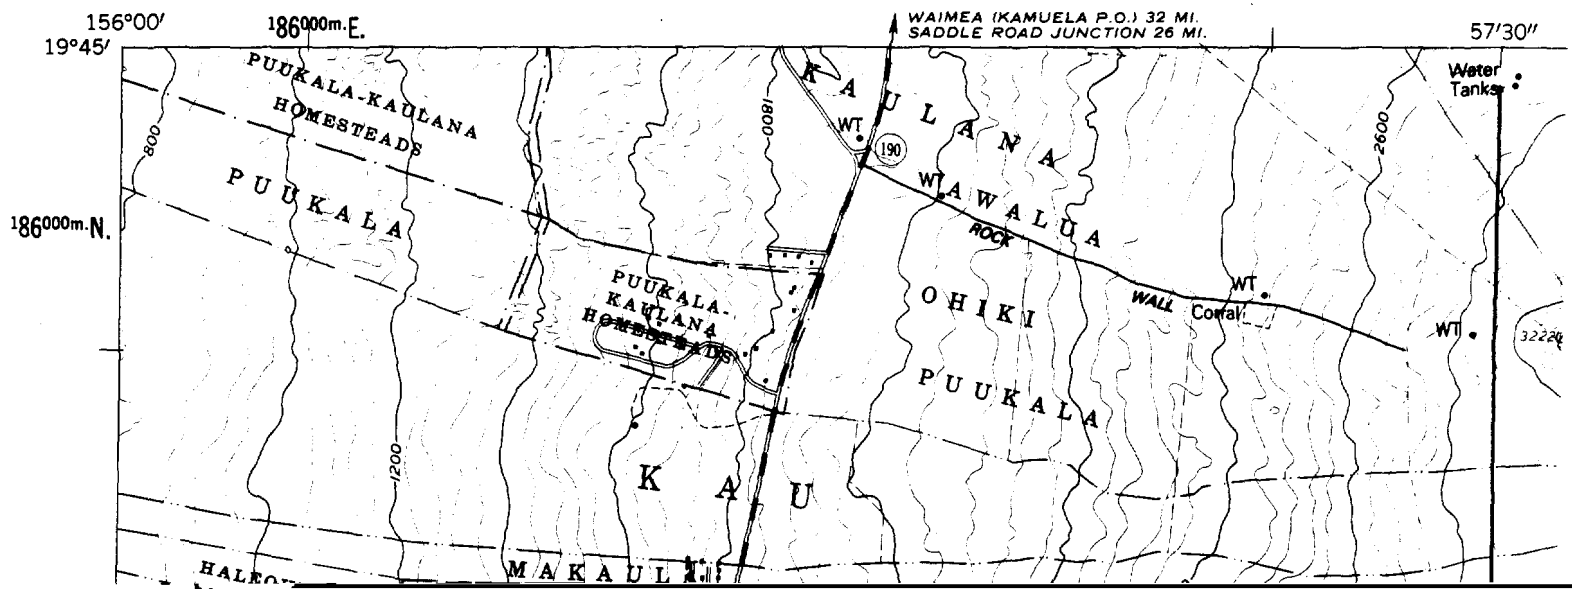 156°00'
186000m.E.
WAIMEA (KAMUELA P.O.) 32 MI.
SADDLE ROAD JUNCTION 26 MI.
57'30"
19°45'
PUUKALA-KAULANA
HOMESTEADS
800
1800
KAULANA
WT
190
2600
Water
Tanks
PUUKALA
186000m.N.
WT
AWALUA
ROCK
WALL
PUUKALA-
KAULANA
HOMESTEADS
OHIKI
WT
Corral
WT
PUUKALA
1200
KAU
MAKAULI